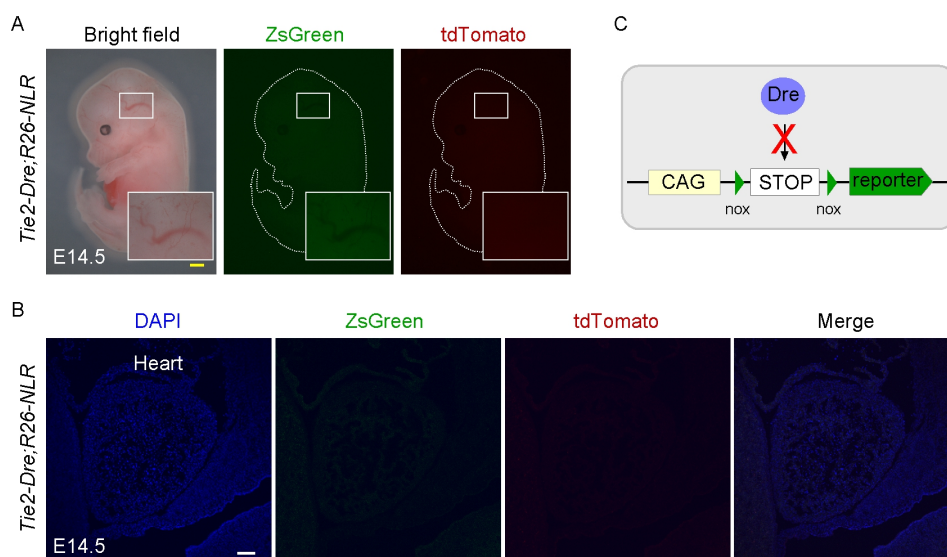 A
Bright field
ZsGreen
tdTomato
Tie2-Dre;R26-NLR
E14.5
C
Dre
CAG
STOP
reporter
nox
nox
B
DAPI
ZsGreen
tdTomato
Merge
Tie2-Dre;R26-NLR
Heart
E14.5